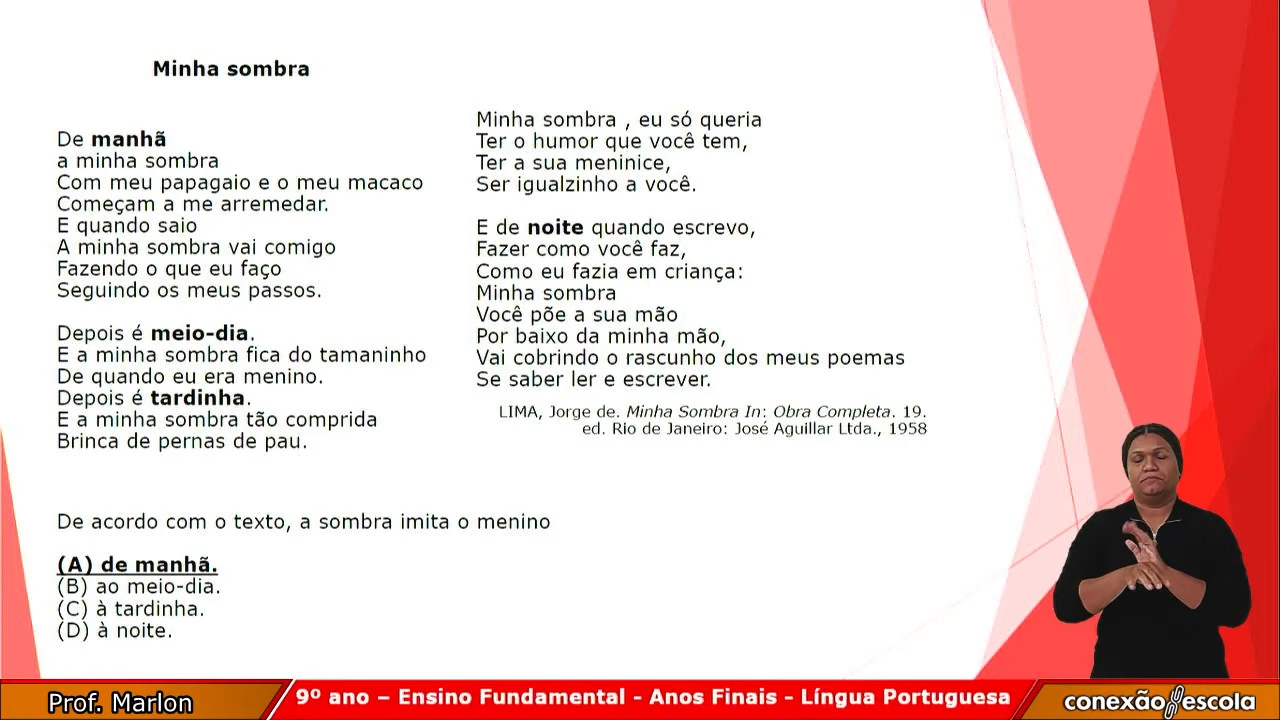 Minha sombra
De manhã
a minha sombra
Com meu papagaio e o meu macaco
Começam a me arremedar.
E quando saio
A minha sombra vai comigo
Fazendo o que eu faço
Seguindo os meus passos.
Depois é meio-dia.
E a minha sombra fica do tamaninho
De quando eu era menino.
Depois é tardinha.
E a minha sombra tão comprida
Brinca de pernas de pau.
Minha sombra , eu só queria
Ter o humor que você tem,
Ter a sua meninice,
Ser igualzinho a você.
E de noite quando escrevo,
Fazer como você faz,
Como eu fazia em criança:
Minha sombra
Você põe a sua mão
Por baixo da minha mão,
Vai cobrindo o rascunho dos meus poemas
Se saber ler e escrever.
LIMA, Jorge de. Minha Sombra In: Obra Completa. 19.
ed. Rio de Janeiro: José Aguillar Ltda., 1958
De acordo com o texto, a sombra imita o menino
(A) de manhã.
(B) ao meio-dia.
(C) à tardinha.
(D) à noite.
Prof. Marlon
9º ano – Ensino Fundamental - Anos Finais - Língua Portuguesa
conexão escola